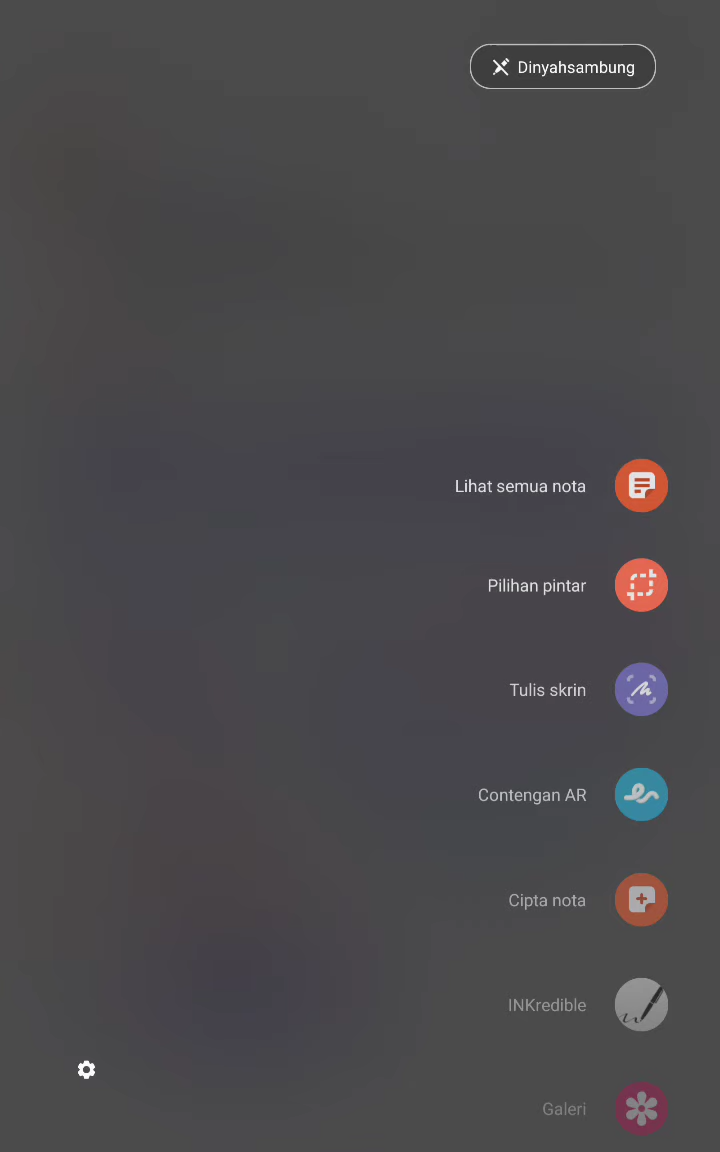 Dinyahsambung
Lihat semua nota
Pilihan pintar
Tulis skrin
Contengan AR
Cipta nota
INKredible
Galeri